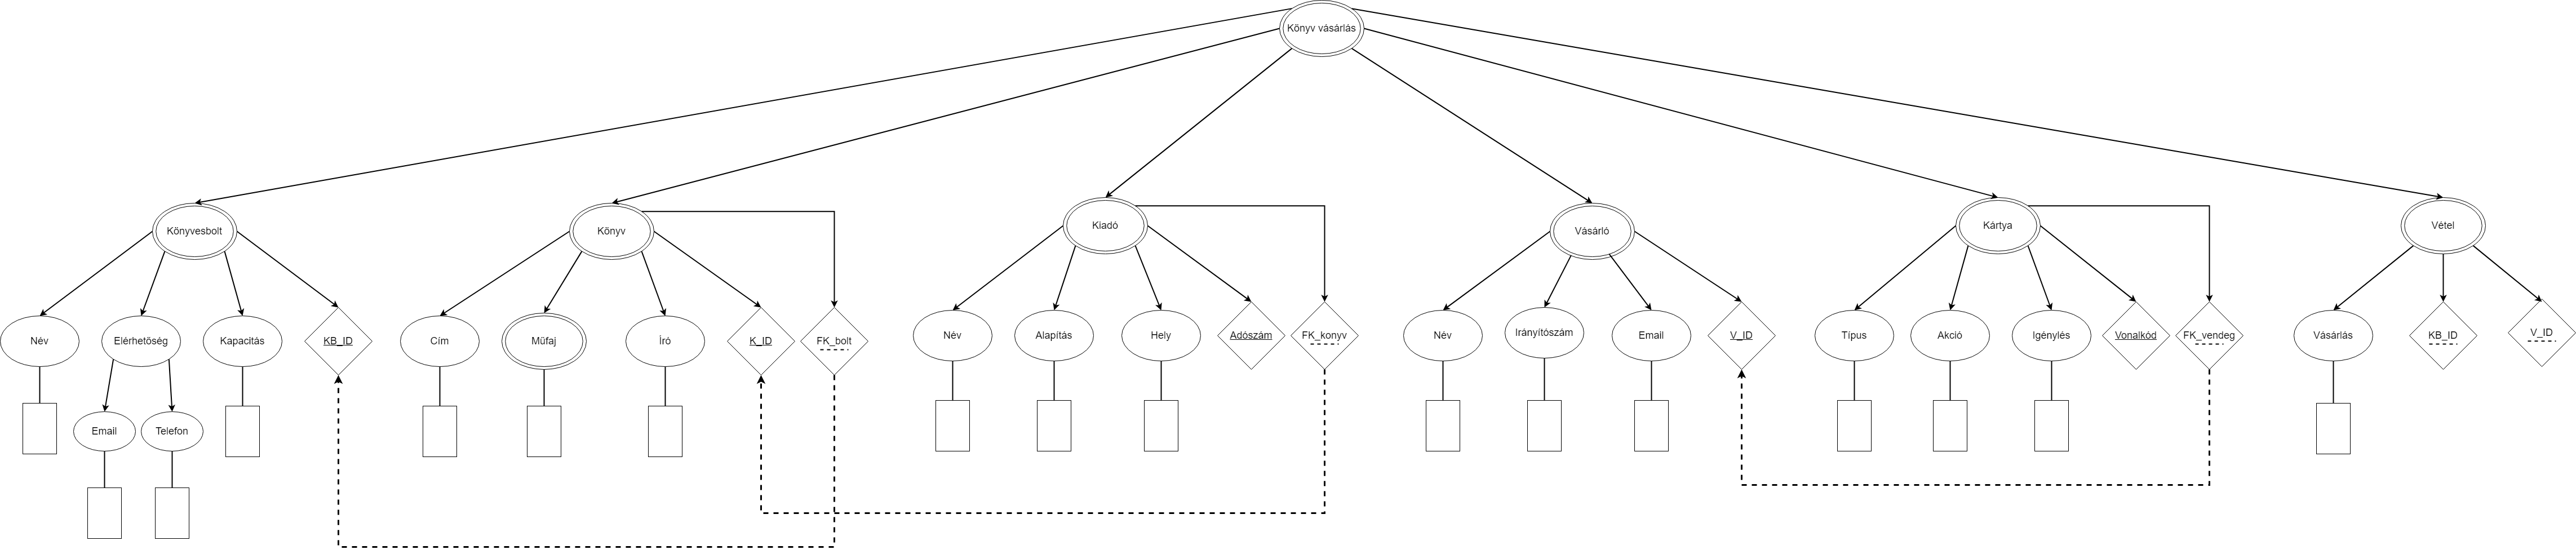 Könyv vásárlás
Könyvesbolt
Könyv
Kiadó
Vásárló
Kártya
Vétel
Név
Elérhetőség
Kapacitás
KB_ID
Cím
Műfaj
Író
K_ID
FK_bolt
Név
Alapítás
Hely
Adószám
FK_konyv
Név
Irányítószám
Email
V_ID
Típus
Akció
Igénylés
Vonalkód
FK_vendeg
Vásárlás
KB_ID
V_ID
Email
Telefon